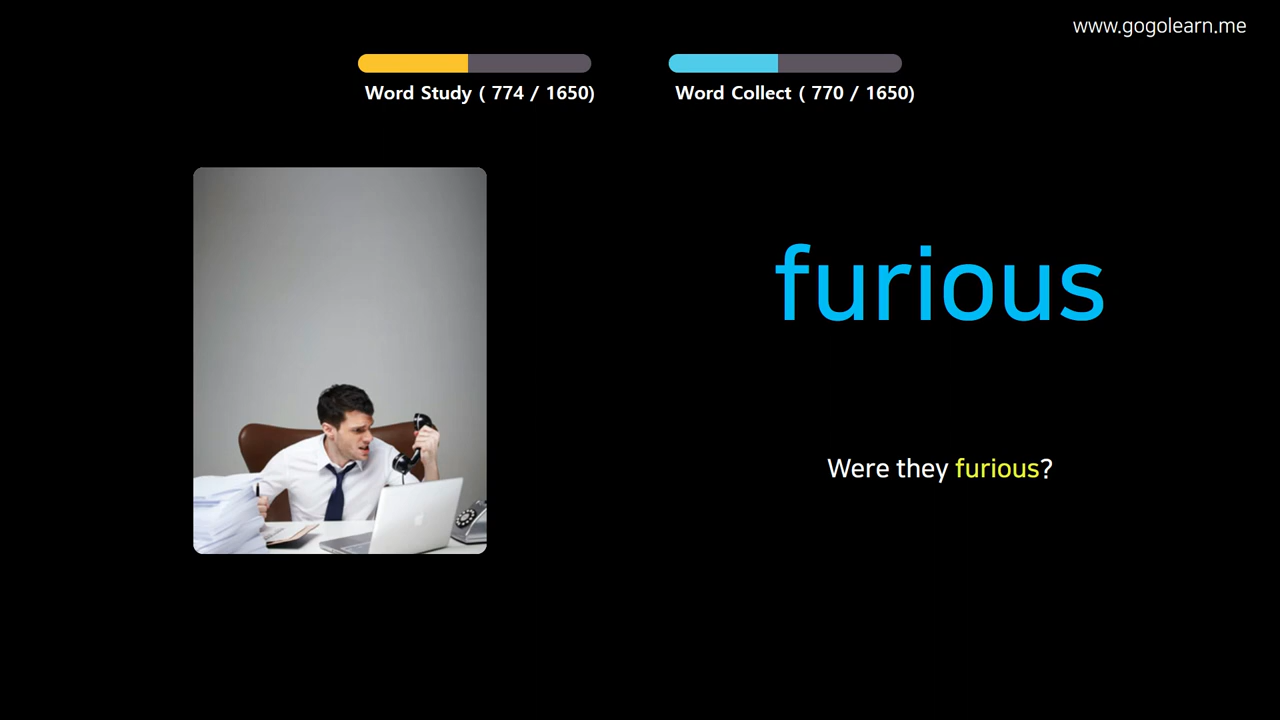 www.gogolearn.me
Word Study ( 774 / 1650)
Word Collect ( 770 / 1650)
furious
Were they furious?